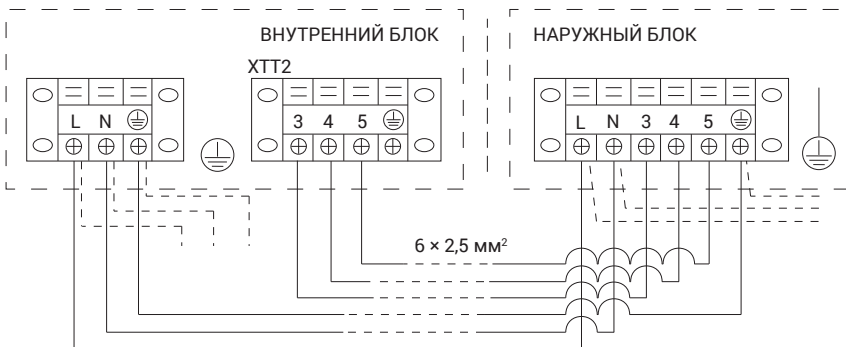 ВНУТРЕННИЙ БЛОК
НАРУЖНЫЙ БЛОК
XTT2
L N
3 4 5
L N 3 4 5
6 × 2,5 мм²